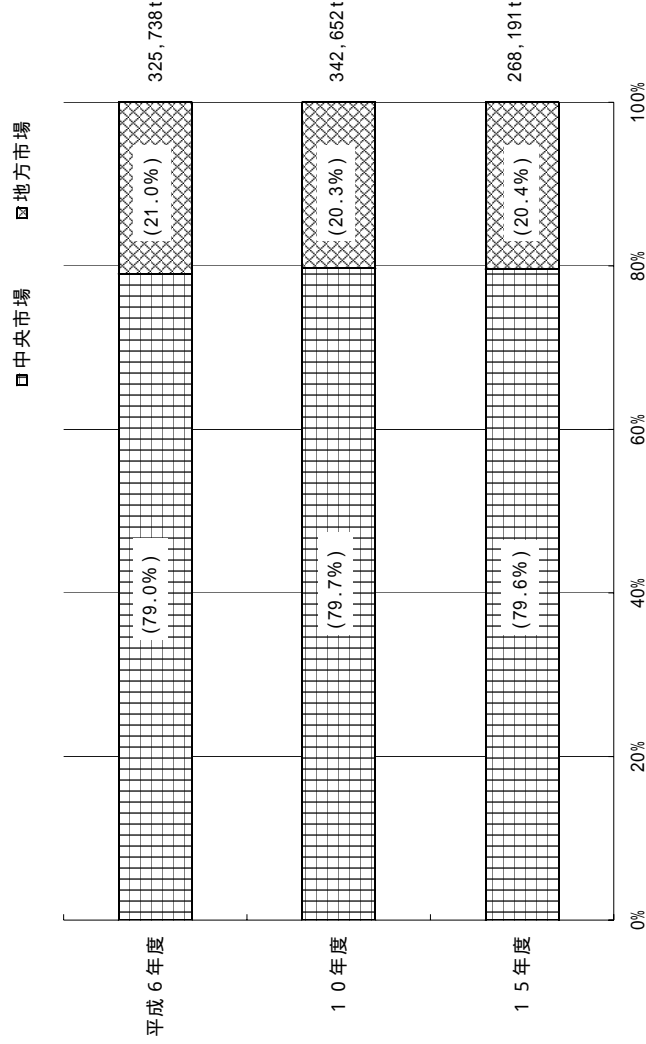 □中央市場 ☒地方市場
平成6年度 (79.0%) (21.0%) 325,738t
10年度 (79.7%) (20.3%) 342,652t
15年度 (79.6%) (20.4%) 268,191t
0% 20% 40% 60% 80% 100%